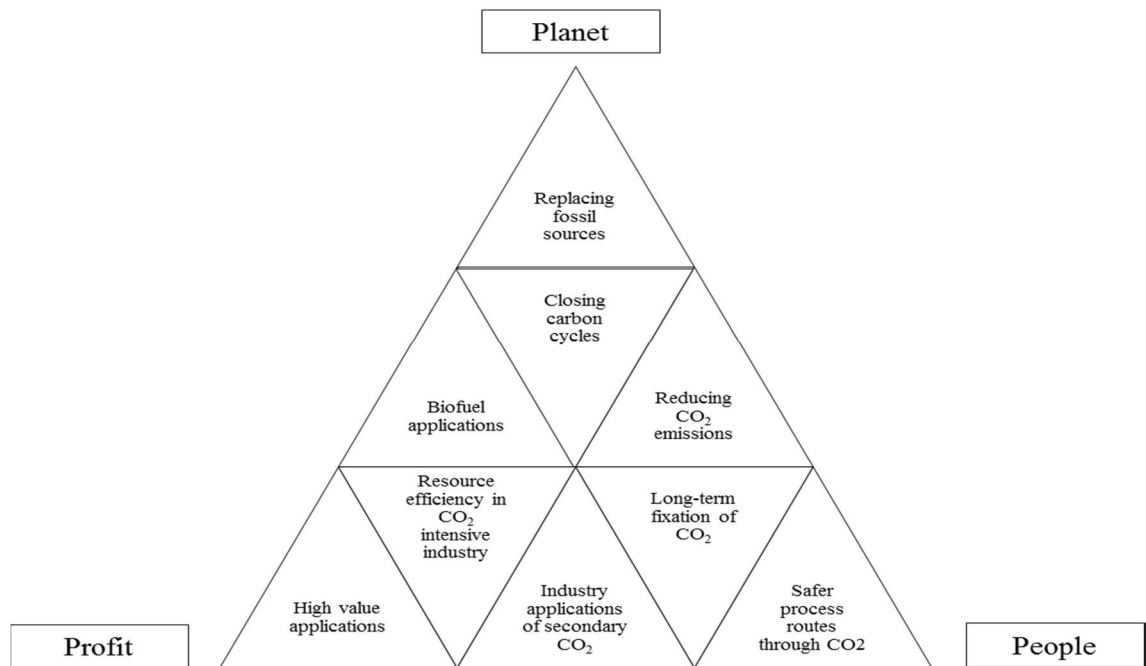 Planet
Replacing
fossil
sources
Closing
carbon
cycles
Biofuel
applications
Reducing
CO₂
emissions
Resource
efficiency in
CO₂
intensive
industry
Long-term
fixation of
CO₂
High value
applications
Industry
applications
of secondary
CO₂
Safer
process
routes
through CO2
Profit
People